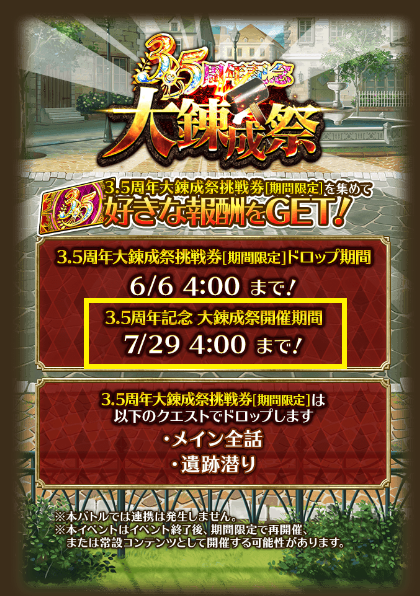 3.5周年記念
大錬成祭
3.5周年大錬成祭挑戦券[期間限定]を集めて
3.5
好きな報酬をGET!
3.5周年大錬成祭挑戦券[期間限定]ドロップ期間
6/6 4:00 まで!
3.5周年記念 大錬成祭開催期間
7/29 4:00 まで!
3.5周年大錬成祭挑戦券[期間限定]は
以下のクエストでドロップします
・メイン全話
・遺跡潜り
※本バトルでは連携は発生しません。
※本イベントはイベント終了後、期間限定で再開催、
または常設コンテンツとして開催する可能性があります。